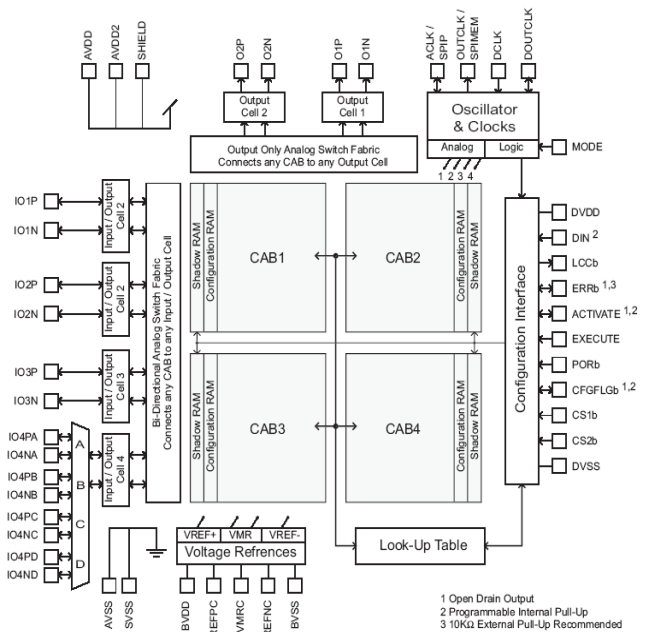 AVDD
AVDD2
SHIELD
O2P
O2N
O1P
O1N
ACLK /
SPIP
OUTCLK /
SPIMEM
DCLK
DOUTCLK
Output
Cell 2
Output
Cell 1
Oscillator
& Clocks
Analog
Logic
MODE
Output Only Analog Switch Fabric
Connects any CAB to any Output Cell
1 2 3 4
IO1P
IO1N
Input / Output
Cell 2
IO2P
IO2N
Input / Output
Cell 2
IO3P
IO3N
Input / Output
Cell 3
IO4PA
IO4NA
IO4PB
IO4NB
IO4PC
IO4NC
IO4PD
IO4ND
A
B
C
D
Input / Output
Cell 4
Bi-Directional Analog Switch Fabric
Connects any CAB to any Input / Output Cell
Shadow RAM
Configuration RAM
CAB1
CAB2
Shadow RAM
Configuration RAM
Shadow RAM
Configuration RAM
CAB3
CAB4
Shadow RAM
Configuration RAM
Configuration Interface
DVDD
DIN 2
LCCb
ERRb 1,3
ACTIVATE 1,2
EXECUTE
PORb
CFGFLGb 1,2
CS1b
CS2b
DVSS
VREF+
VMR
VREF-
Voltage Refrences
Look-Up Table
AVSS
SVSS
BVDD
REFPC
VMRC
REFNC
BVSS
1 Open Drain Output
2 Programmable Internal Pull-Up
3 10KΩ External Pull-Up Recommended